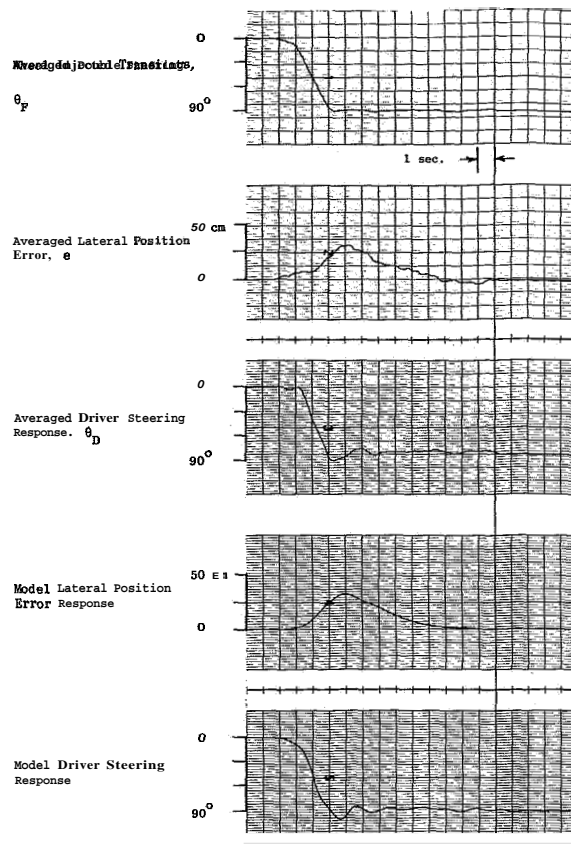 0
θF
90°
1 sec.
50 cm
Averaged Lateral Position
Error, e
0
0
Averaged Driver Steering
Response. θD
90°
50
Model Lateral Position
Error Response
0
0
Model Driver Steering
Response
90°